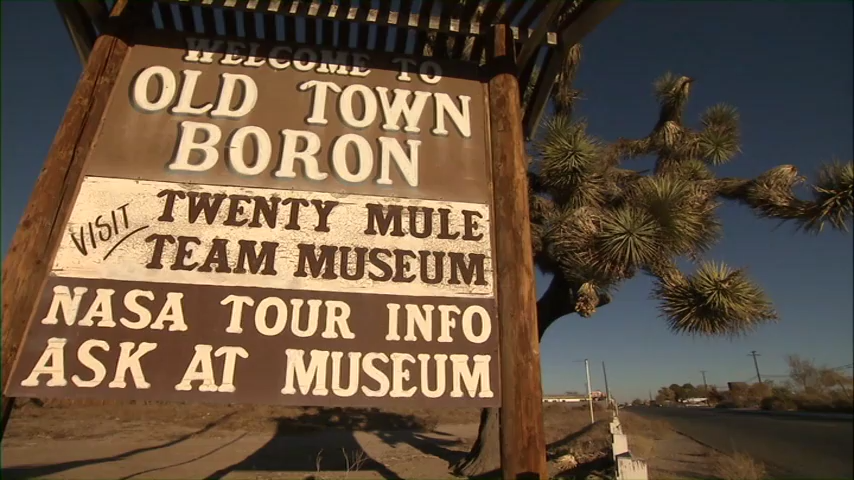 WELCOME TO
OLD TOWN
BORON
VISIT TWENTY MULE
TEAM MUSEUM
NASA TOUR INFO
ASK AT MUSEUM